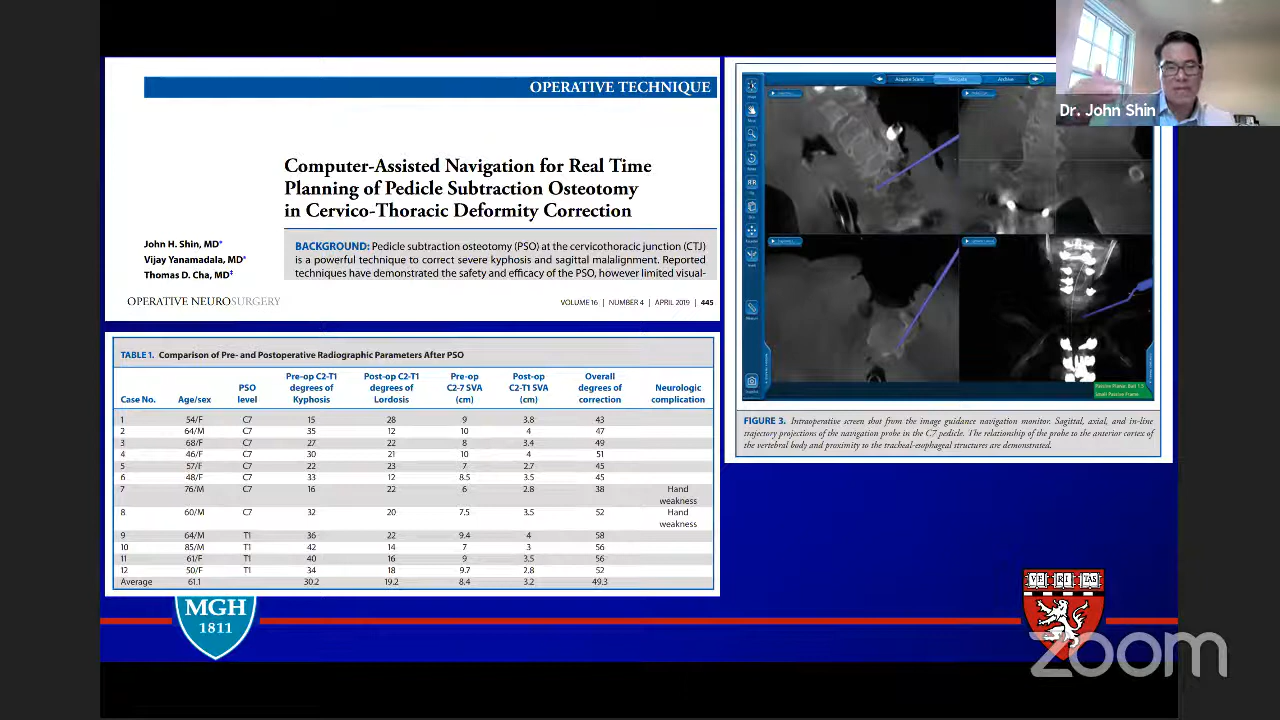 OPERATIVE TECHNIQUE
Computer-Assisted Navigation for Real Time
Planning of Pedicle Subtraction Osteotomy
in Cervico-Thoracic Deformity Correction
John H. Shin, MD*
Vijay Yanamadala, MD*
Thomas D. Cha, MD‡
BACKGROUND: Pedicle subtraction osteotomy (PSO) at the cervicothoracic junction (CTJ)
is a powerful technique to correct severe kyphosis and sagittal malalignment. Reported
techniques have demonstrated the safety and efficacy of the PSO, however limited visual-
OPERATIVE NEUROSURGERY
VOLUME 16 | NUMBER 4 | APRIL 2019 | 445
TABLE 1. Comparison of Pre- and Postoperative Radiographic Parameters After PSO
Case No. Age/sex PSO level Pre-op C2-T1 degrees of Kyphosis Post-op C2-T1 degrees of Lordosis Pre-op C2-7 SVA (cm) Post-op C2-T1 SVA (cm) Overall degrees of correction Neurologic complication
1 54/F C7 15 28 9 3.8 43
2 64/M C7 35 12 10 4 47
3 68/F C7 27 22 8 3.4 49
4 46/F C7 30 21 10 4 51
5 57/F C7 22 23 7 2.7 45
6 48/F C7 33 12 8.5 3.5 45
7 76/M C7 16 22 6 2.8 38 Hand weakness
8 60/M C7 32 20 7.5 3.5 52 Hand weakness
9 64/M T1 36 22 9.4 4 58
10 85/M T1 42 14 7 3 56
11 61/F T1 40 16 9 3.5 56
12 50/F T1 34 18 9.7 2.8 52
Average 61.1 30.2 19.2 8.4 3.2 49.3
Acquire Scans Navigate Archive
Passive Planar, Ball 1.5
Small Passive Frame
FIGURE 3. Intraoperative screen shot from the image guidance navigation monitor. Sagittal, axial, and in-line
trajectory projections of the navigation probe in the C7 pedicle. The relationship of the probe to the anterior cortex of
the vertebral body and proximity to the tracheal-esophageal structures are demonstrated.
Dr. John Shin
MGH
1811
VE RI TAS
zoom